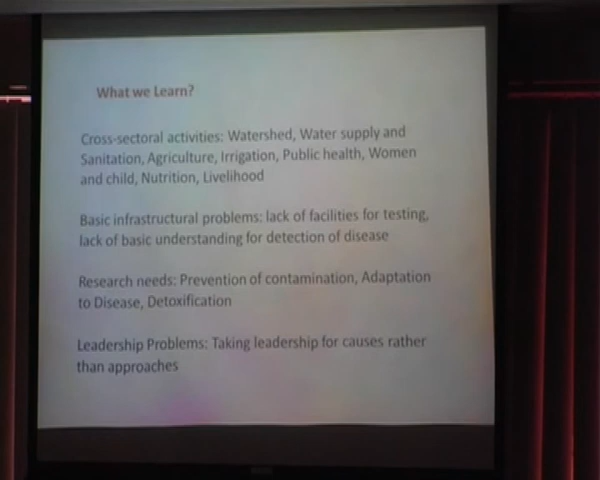 What we Learn?
Cross-sectoral activities: Watershed, Water supply and
Sanitation, Agriculture, Irrigation, Public health, Women
and child, Nutrition, Livelihood
Basic infrastructural problems: lack of facilities for testing,
lack of basic understanding for detection of disease
Research needs: Prevention of contamination, Adaptation
to Disease, Detoxification
Leadership Problems: Taking leadership for causes rather
than approaches